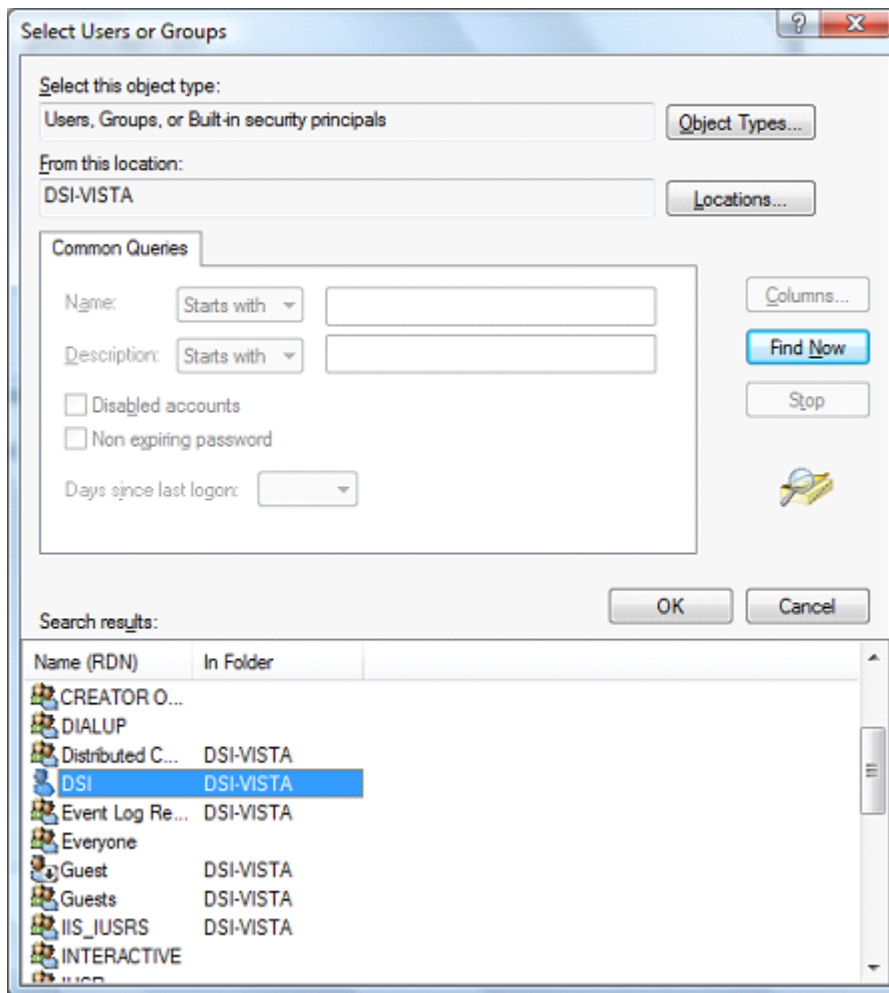 Select Users or Groups
Select this object type:
Users, Groups, or Built-in security principals
Object Types...
From this location:
DSI-VISTA
Locations...
Common Queries
Name: Starts with
Columns...
Description: Starts with
Find Now
Disabled accounts
Stop
Non expiring password
Days since last logon:
OK Cancel
Search results:
Name (RDN) In Folder
CREATOR O...
DIALUP
Distributed C... DSI-VISTA
DSI DSI-VISTA
Event Log Re... DSI-VISTA
Everyone
Guest DSI-VISTA
Guests DSI-VISTA
IIS_IUSRS DSI-VISTA
INTERACTIVE